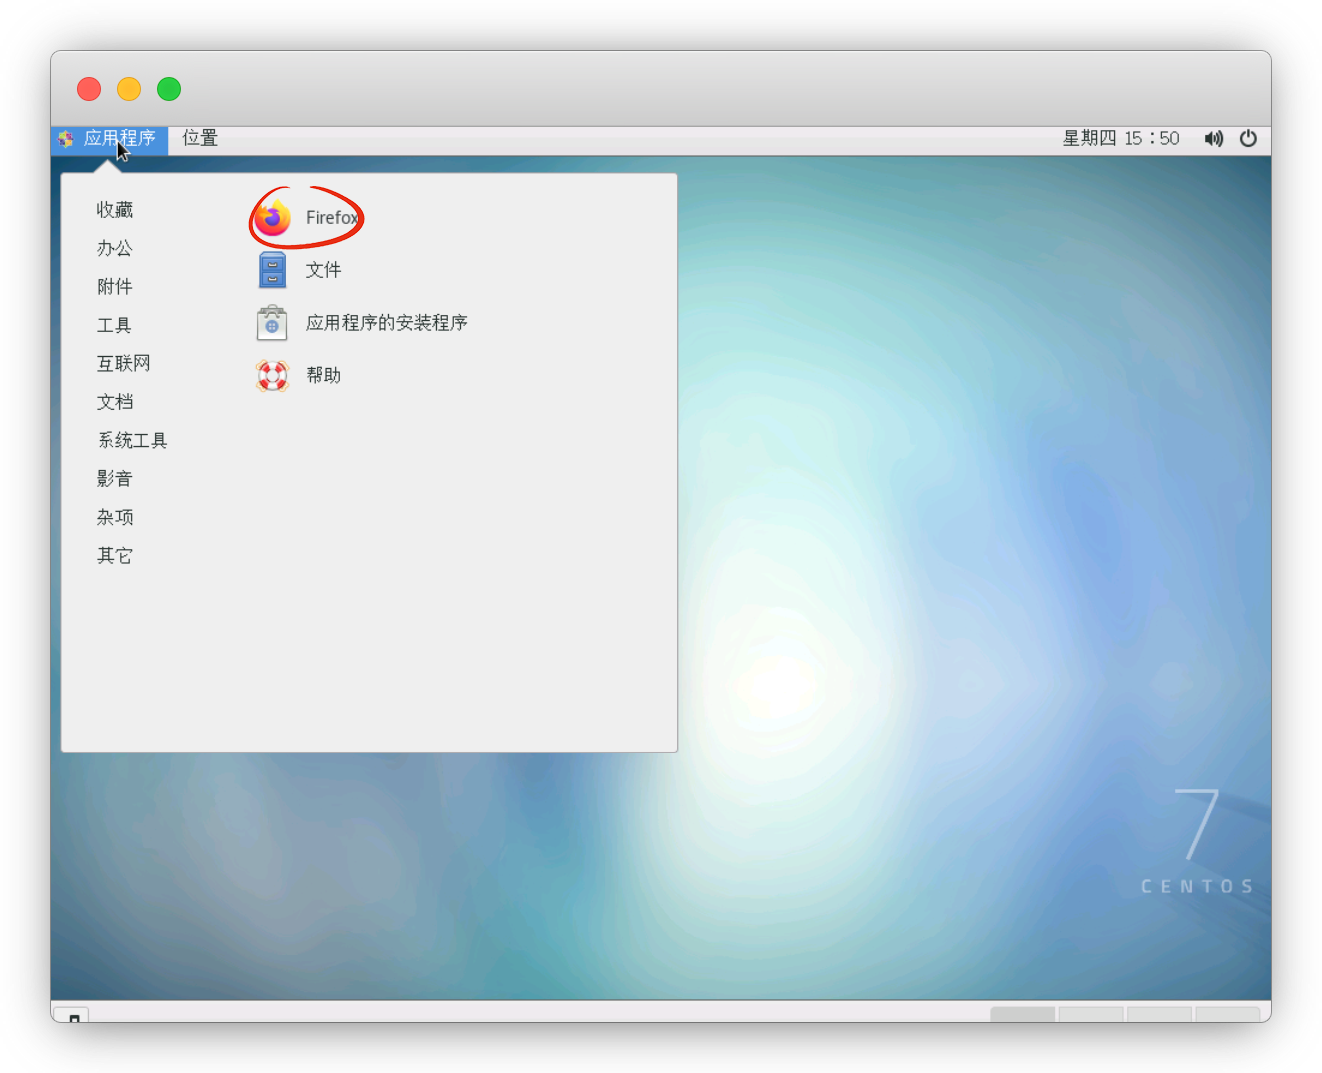 应用程序 位置 星期四 15：50
收藏
办公
附件
工具
互联网
文档
系统工具
影音
杂项
其它
Firefox
文件
应用程序的安装程序
帮助
7
CENTOS